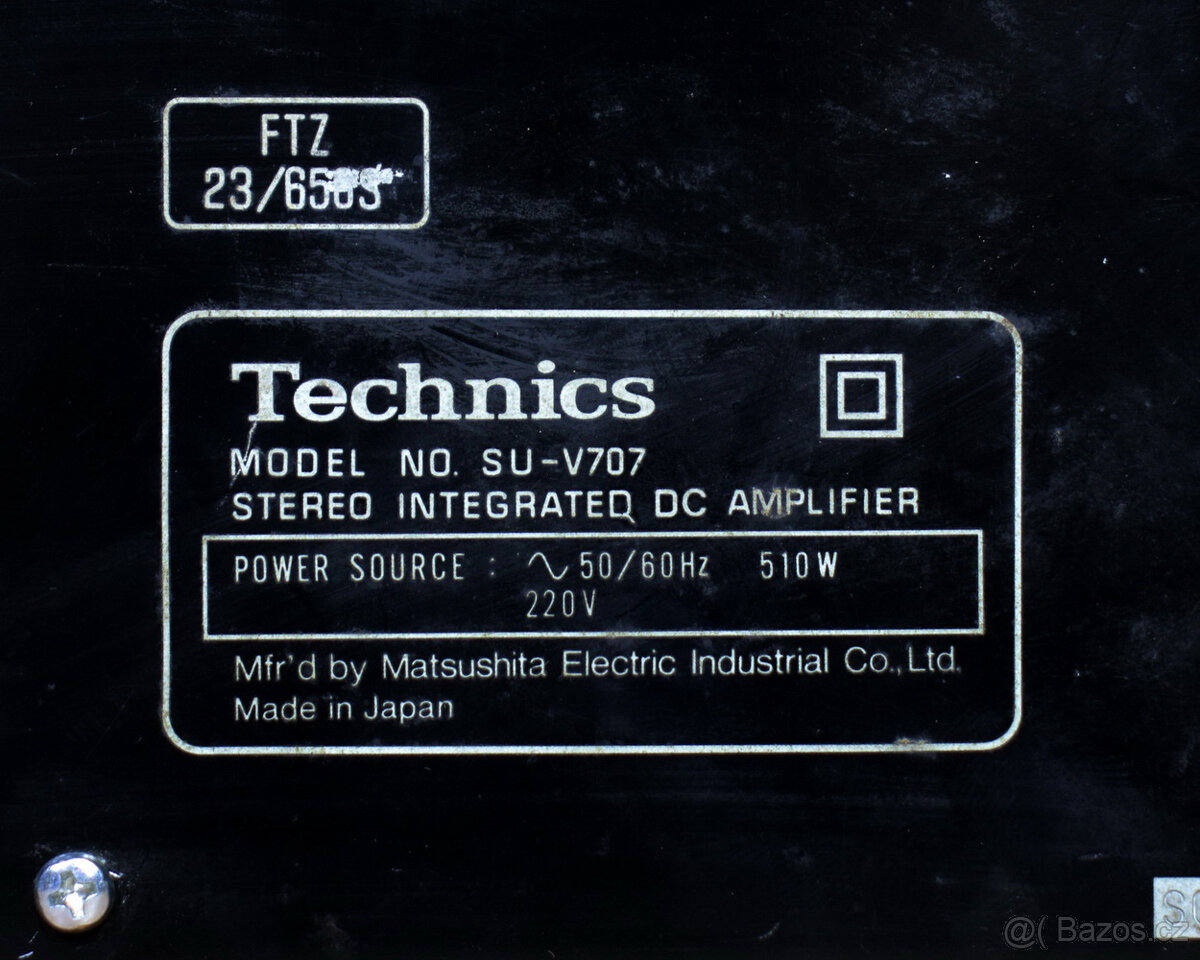 FTZ
Technics
MODEL NO. SU-V707
STEREO INTEGRATED DC AMPLIFIER
POWER SOURCE : ∿ 50/60Hz 510W
220V
Mfr'd by Matsushita Electric Industrial Co., Ltd.
Made in Japan
@( Bazos.cz